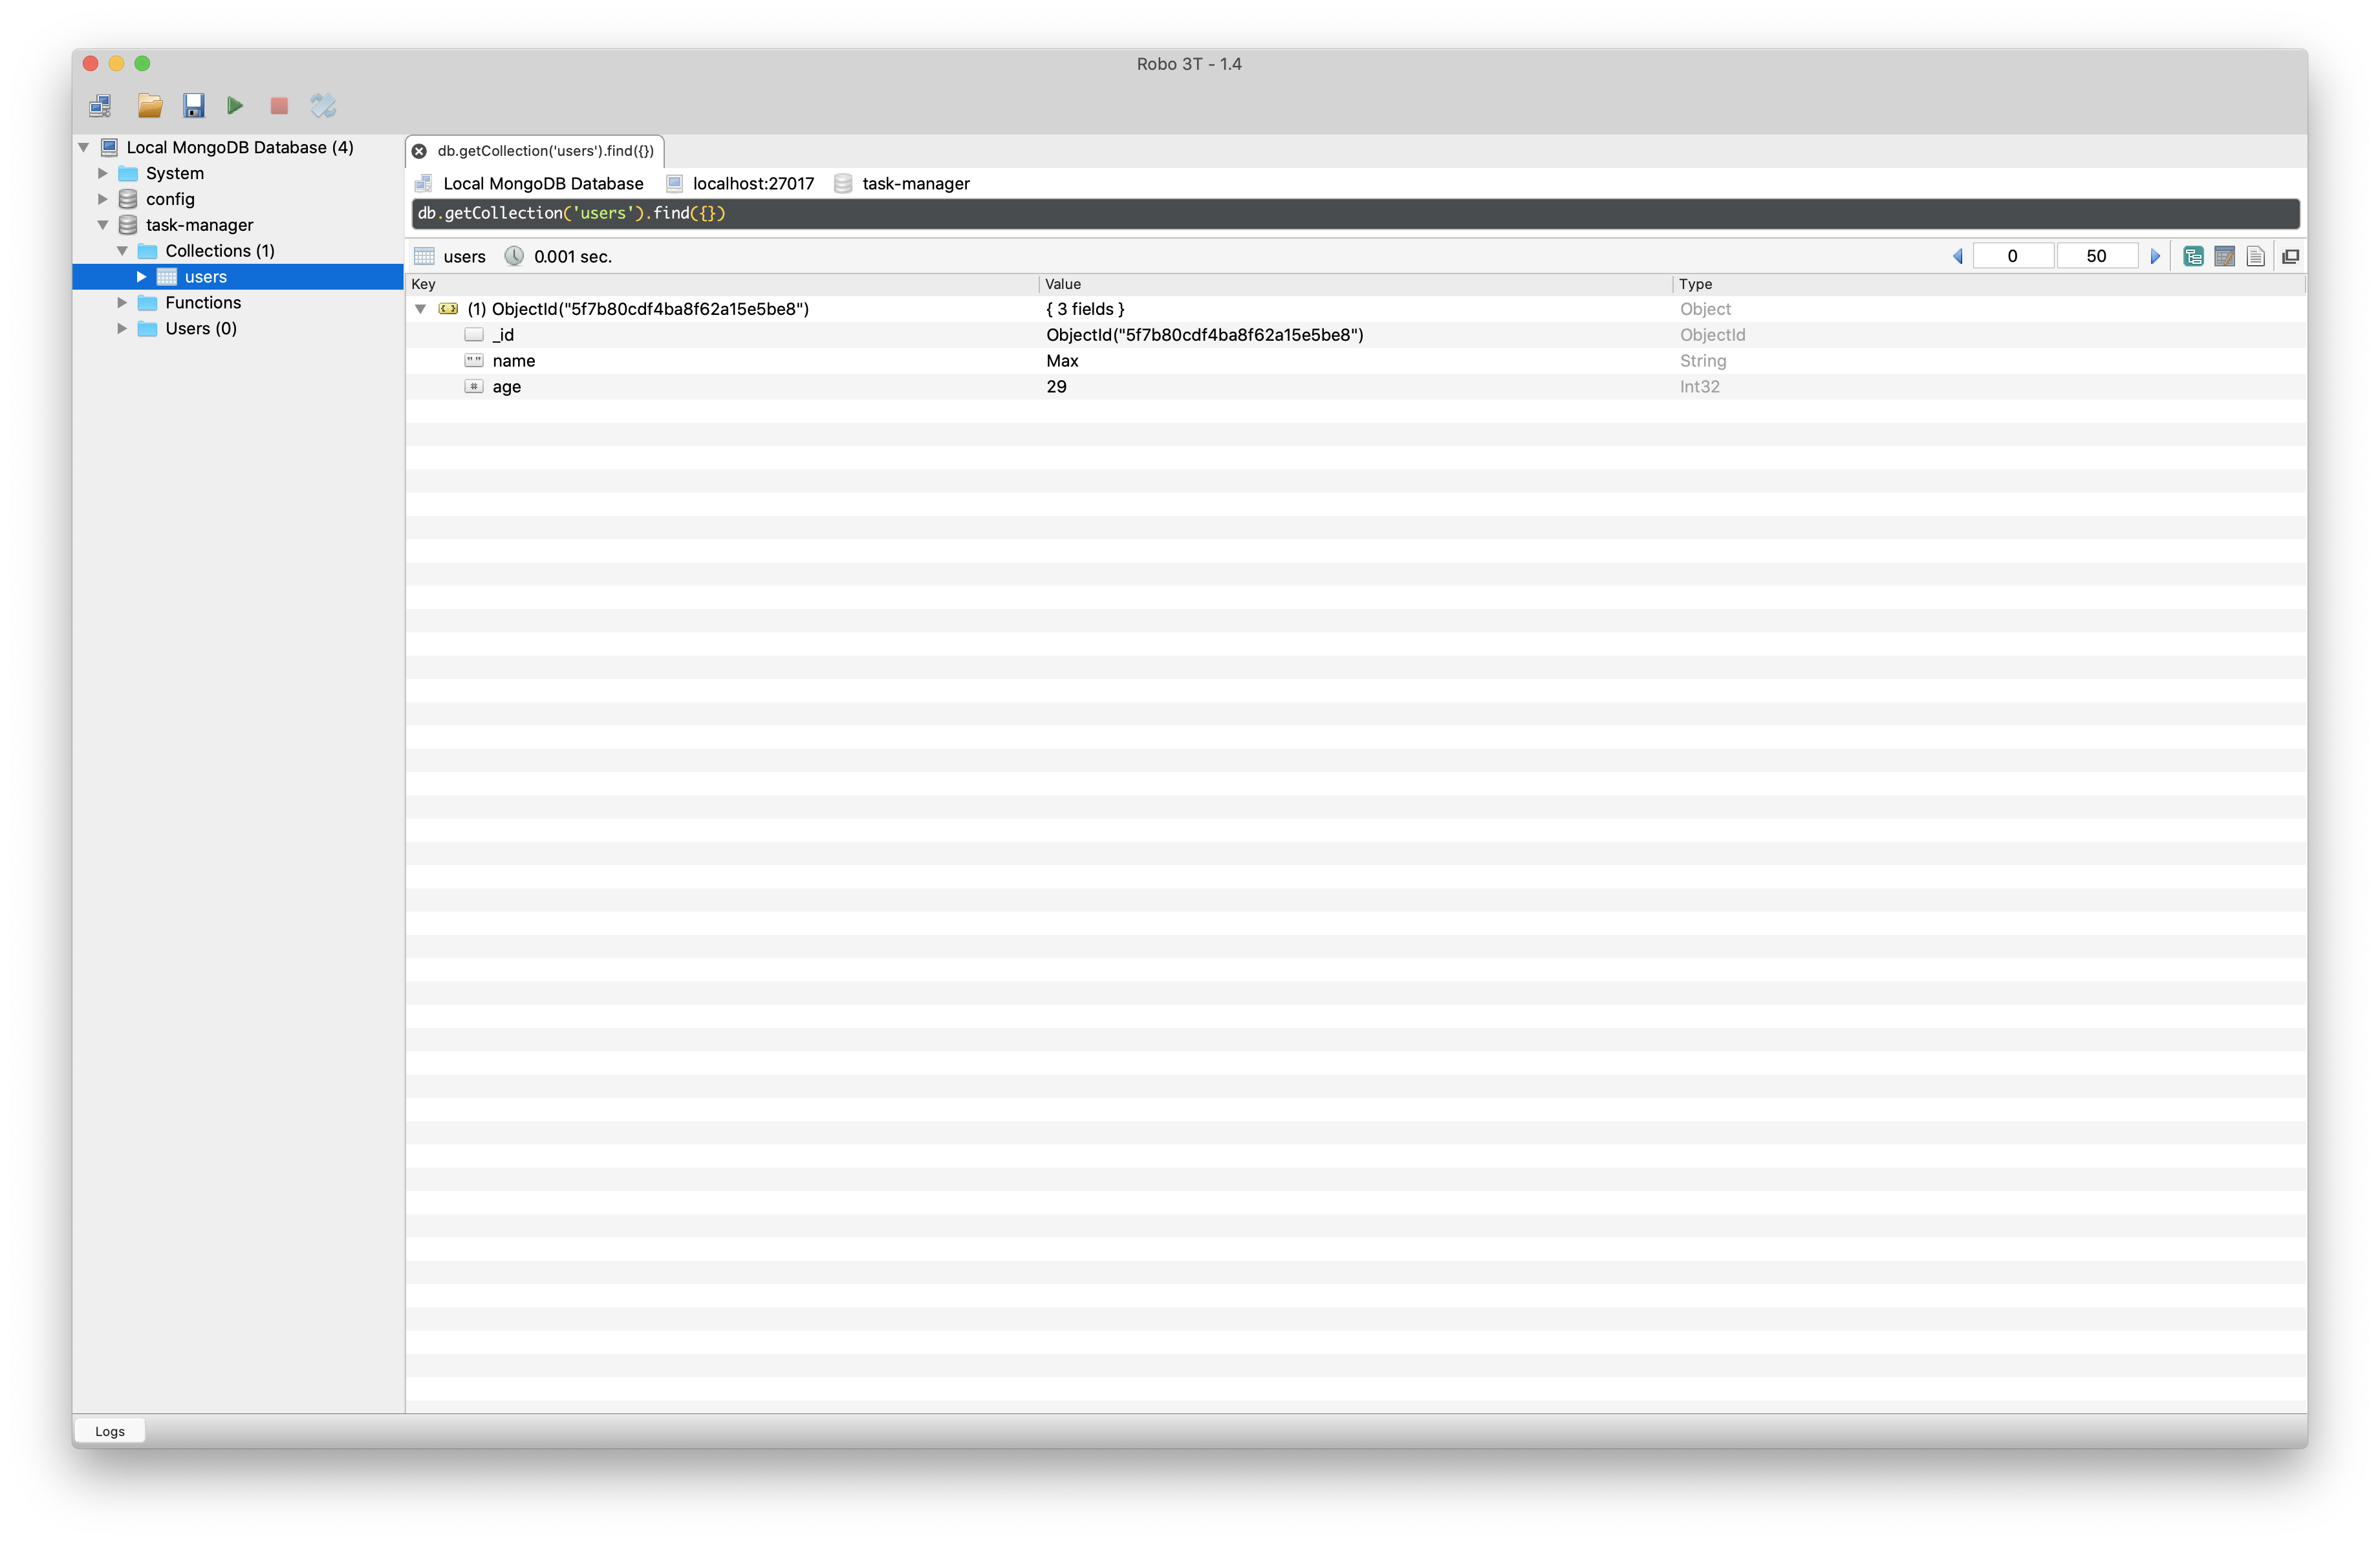 Robo 3T - 1.4
Local MongoDB Database (4)
System
config
task-manager
Collections (1)
users
Functions
Users (0)
db.getCollection('users').find({})
Local MongoDB Database localhost:27017 task-manager
db.getCollection('users').find({})
users 0.001 sec. 0 50
Key Value Type
(1) ObjectId("5f7b80cdf4ba8f62a15e5be8") { 3 fields } Object
_id ObjectId("5f7b80cdf4ba8f62a15e5be8") ObjectId
"" name Max String
# age 29 Int32
Logs